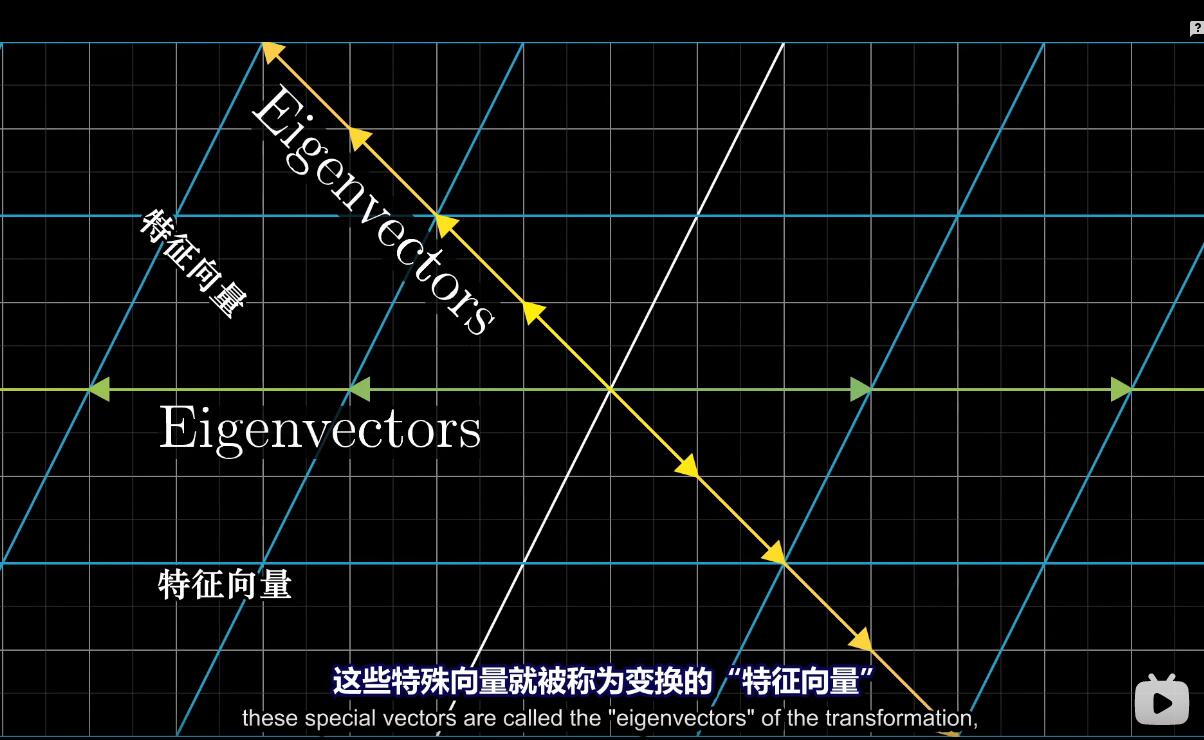 ?
Eigenvectors
特征向量
Eigenvectors
特征向量
这些特殊向量就被称为变换的“特征向量”
these special vectors are called the "eigenvectors" of the transformation,